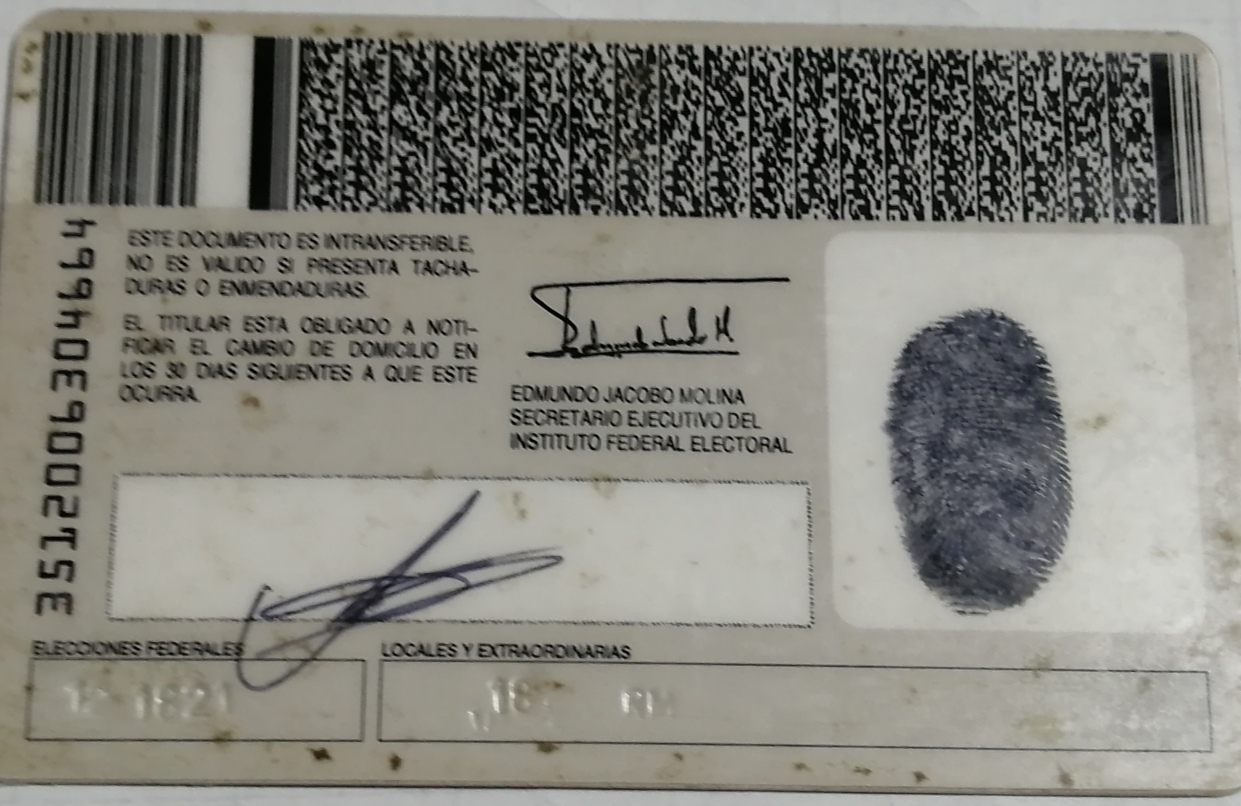 3512006304664
ESTE DOCUMENTO ES INTRANSFERIBLE,
NO ES VALIDO SI PRESENTA TACHA-
DURAS O ENMENDADURAS.
EL TITULAR ESTA OBLIGADO A NOTI-
FICAR EL CAMBIO DE DOMICILIO EN
LOS 30 DIAS SIGUIENTES A QUE ESTE
OCURRA.
EDMUNDO JACOBO MOLINA
SECRETARIO EJECUTIVO DEL
INSTITUTO FEDERAL ELECTORAL
ELECCIONES FEDERALES
LOCALES Y EXTRAORDINARIAS
18